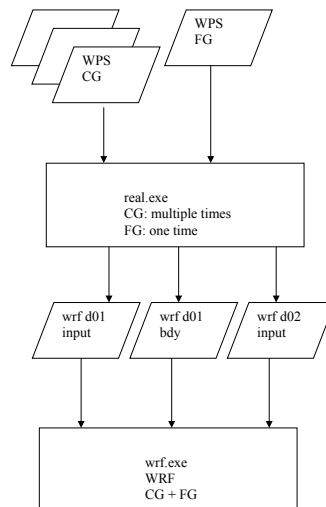 WPS
CG
WPS
FG
real.exe
CG: multiple times
FG: one time
wrf d01
input
wrf d01
bdy
wrf d02
input
wrf.exe
WRF
CG + FG